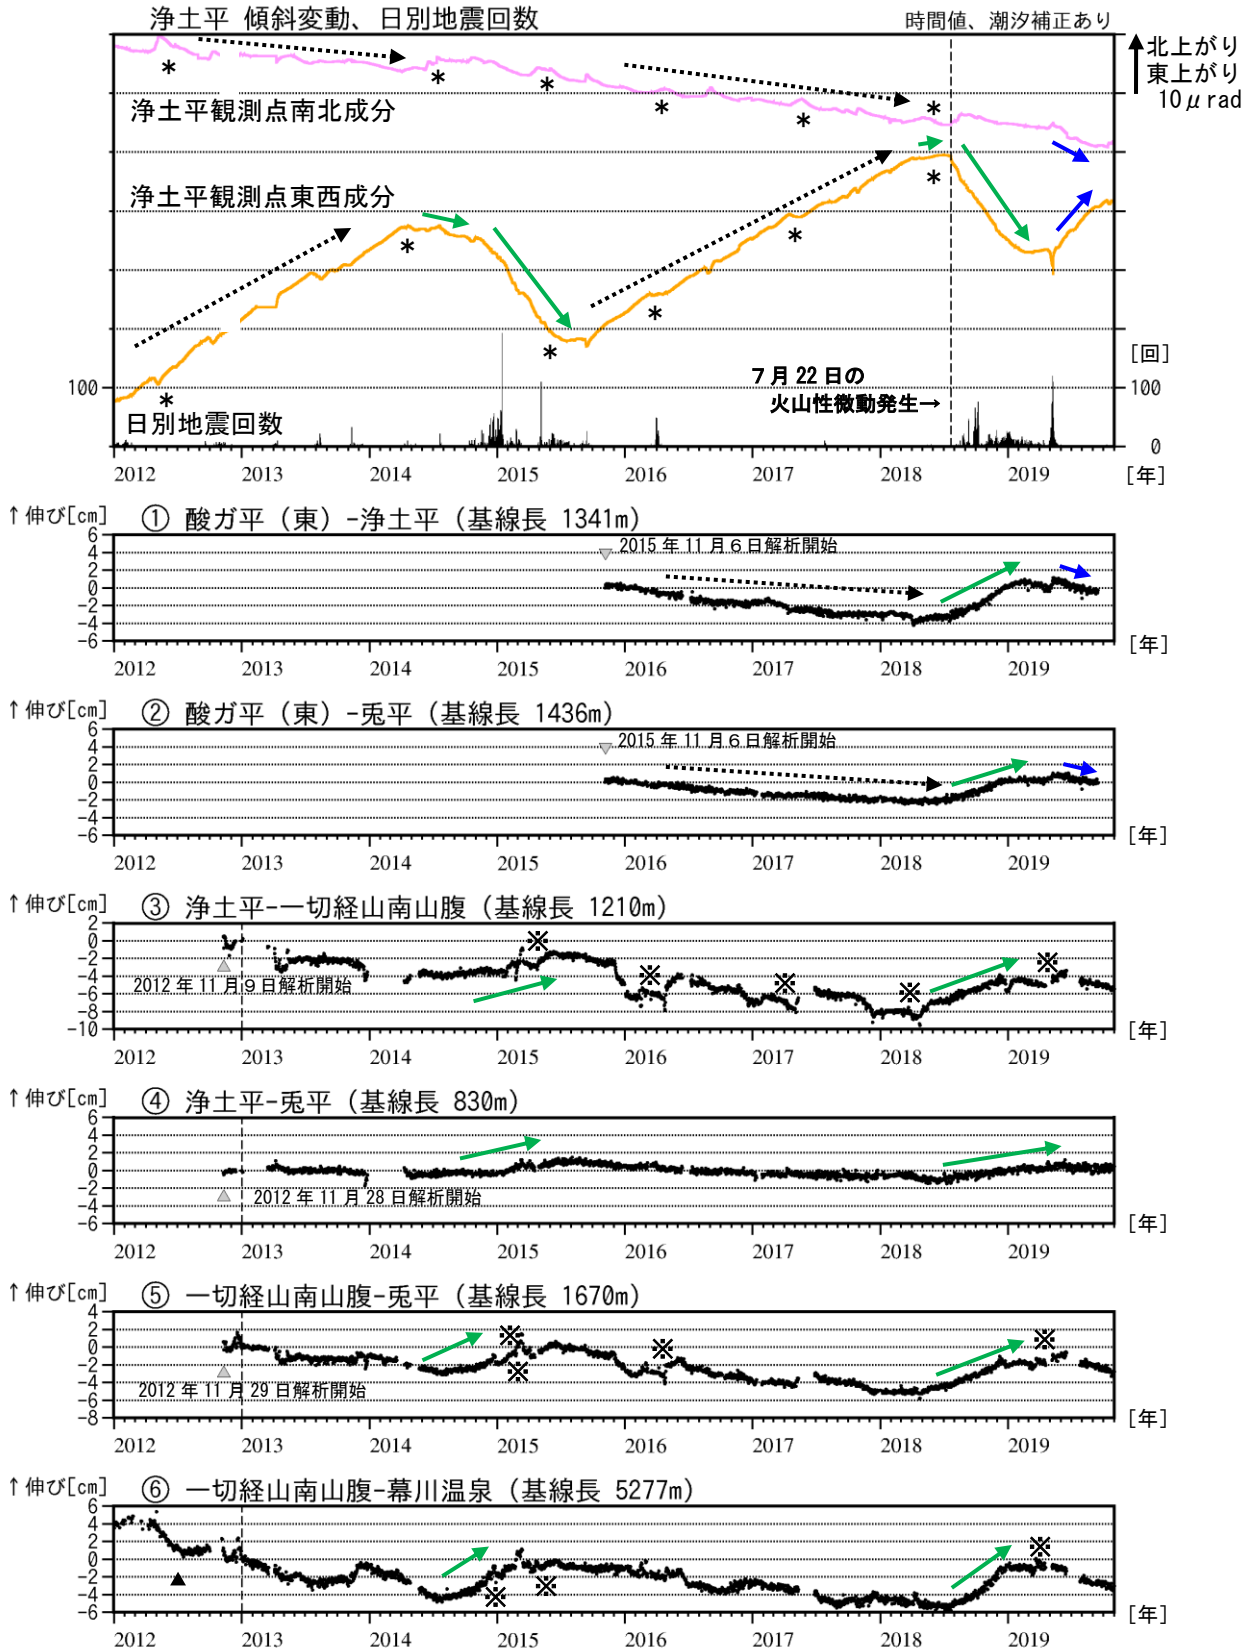 浄土平 傾斜変動、日別地震回数
時間値、潮汐補正あり
北上がり
東上がり
10μrad
浄土平観測点南北成分
浄土平観測点東西成分
日別地震回数
7月22日の
火山性微動発生→
[回]
100 100
0
2012 2013 2014 2015 2016 2017 2018 2019 [年]
↑伸び[cm] ① 酸ガ平（東）-浄土平（基線長 1341m）
2015年11月6日解析開始
6
4
2
0
-2
-4
-6
[年]
2012 2013 2014 2015 2016 2017 2018 2019
↑伸び[cm] ② 酸ガ平（東）-兎平（基線長 1436m）
2015年11月6日解析開始
6
4
2
0
-2
-4
-6
[年]
2012 2013 2014 2015 2016 2017 2018 2019
↑伸び[cm] ③ 浄土平-一切経山南山腹（基線長 1210m）
2
0
-2
-4
-6
-8
-10
2012年11月9日解析開始
※ ※ ※ ※ ※
[年]
2012 2013 2014 2015 2016 2017 2018 2019
↑伸び[cm] ④ 浄土平-兎平（基線長 830m）
6
4
2
0
-2
-4
-6
2012年11月28日解析開始
[年]
2012 2013 2014 2015 2016 2017 2018 2019
↑伸び[cm] ⑤ 一切経山南山腹-兎平（基線長 1670m）
4
2
0
-2
-4
-6
-8
2012年11月29日解析開始
※ ※ ※ ※
[年]
2012 2013 2014 2015 2016 2017 2018 2019
↑伸び[cm] ⑥ 一切経山南山腹-幕川温泉（基線長 5277m）
6
4
2
0
-2
-4
-6
※ ※ ※
[年]
2012 2013 2014 2015 2016 2017 2018 2019